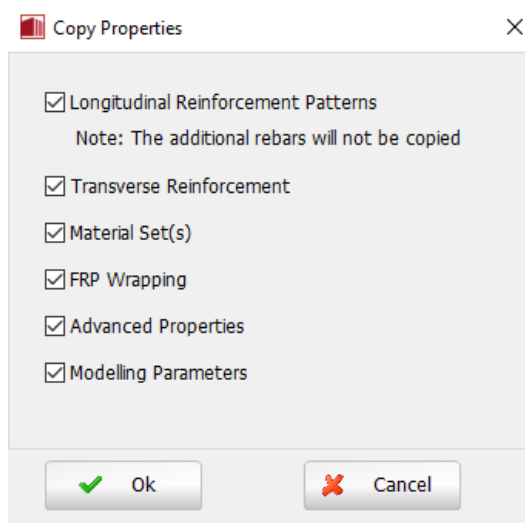 Copy Properties
Longitudinal Reinforcement Patterns
Note: The additional rebars will not be copied
Transverse Reinforcement
Material Set(s)
FRP Wrapping
Advanced Properties
Modelling Parameters
Ok
Cancel